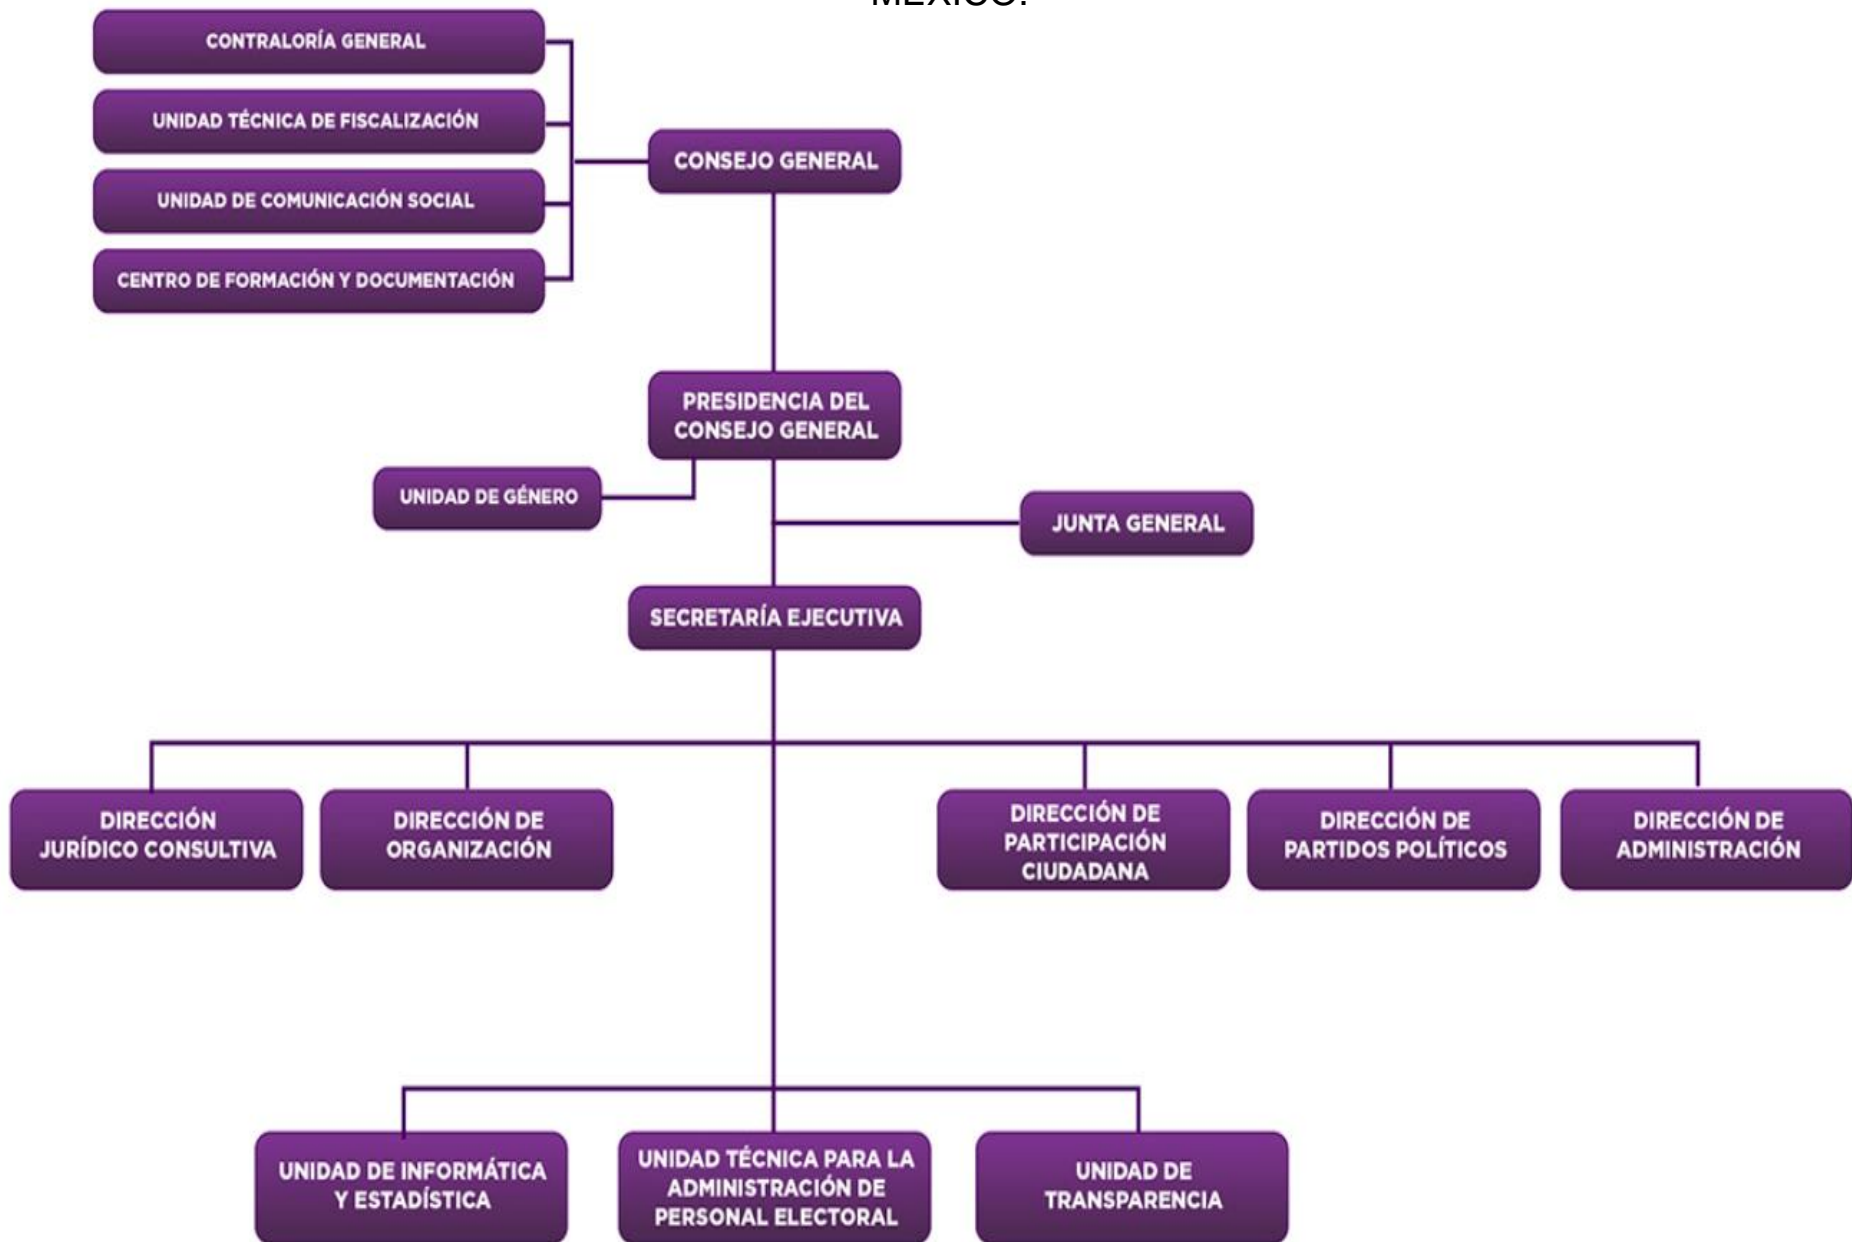 MÉXICO.
CONTRALORÍA GENERAL
UNIDAD TÉCNICA DE FISCALIZACIÓN
UNIDAD DE COMUNICACIÓN SOCIAL
CENTRO DE FORMACIÓN Y DOCUMENTACIÓN
CONSEJO GENERAL
PRESIDENCIA DEL
CONSEJO GENERAL
UNIDAD DE GÉNERO
JUNTA GENERAL
SECRETARÍA EJECUTIVA
DIRECCIÓN
JURÍDICO CONSULTIVA
DIRECCIÓN DE
ORGANIZACIÓN
DIRECCIÓN DE
PARTICIPACIÓN
CIUDADANA
DIRECCIÓN DE
PARTIDOS POLÍTICOS
DIRECCIÓN DE
ADMINISTRACIÓN
UNIDAD DE INFORMÁTICA
Y ESTADÍSTICA
UNIDAD TÉCNICA PARA LA
ADMINISTRACIÓN DE
PERSONAL ELECTORAL
UNIDAD DE
TRANSPARENCIA